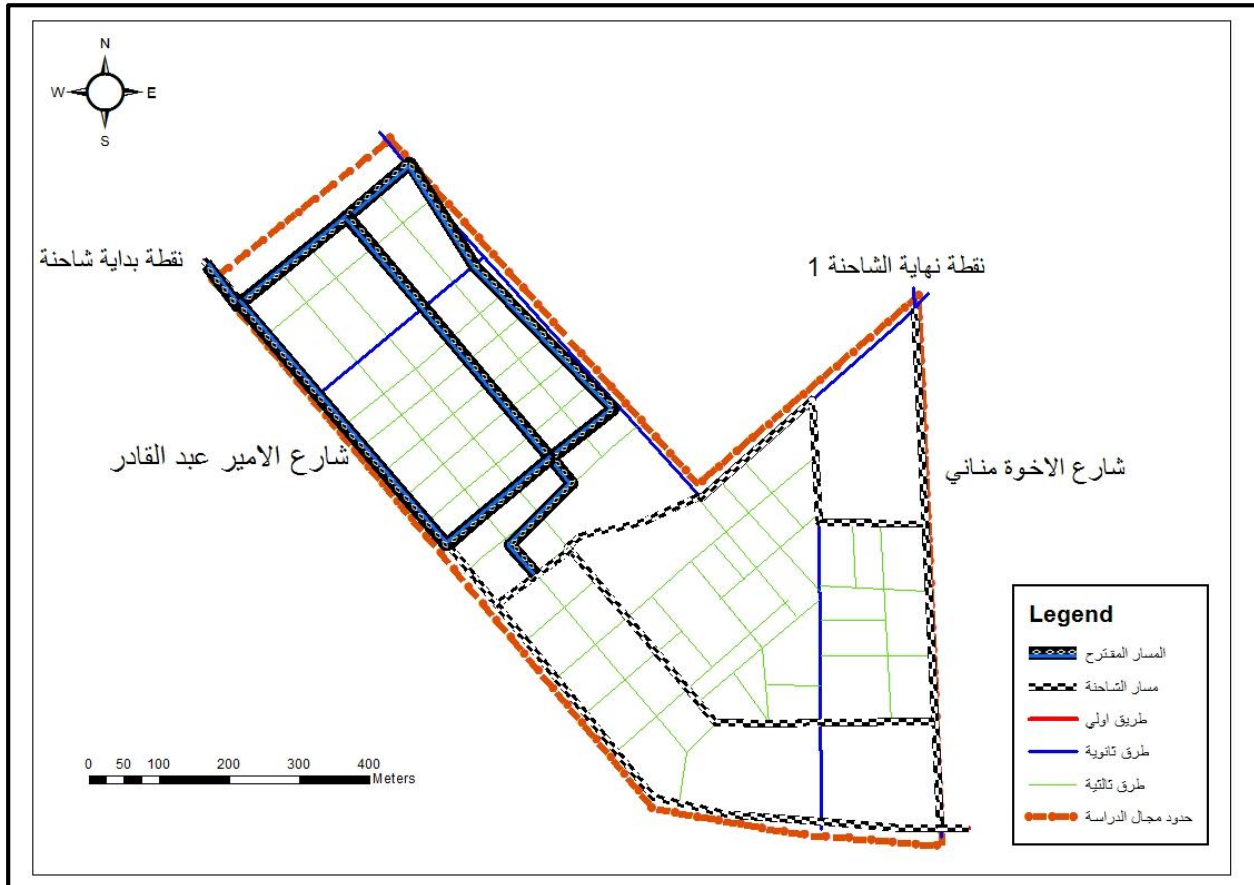 N
W
E
S
نقطة بداية شاحنة
نقطة نهاية الشاحنة 1
شارع الامير عبد القادر
شارع الاخوة مناني
Legend
المسار المقترح
مسار الشاحنة
طريق اولي
طرق ثانوية
طرق ثالثية
حدود مجال الدراسة
0 50 100 200 300 400
Meters